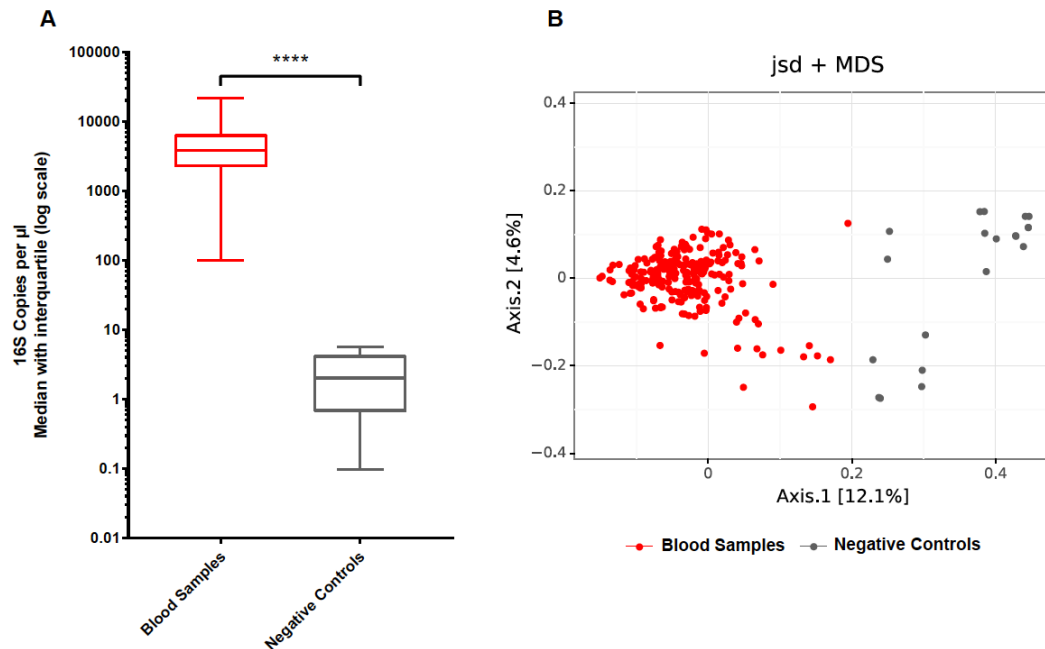 A
16S Copies per µl
Median with interquartile (log scale)
100000
10000
1000
100
10
1
0.1
0.01
****
Blood Samples
Negative Controls
B
jsd + MDS
Axis.2 [4.6%]
0.4
0.2
0
−0.2
−0.4
0
0.2
0.4
Axis.1 [12.1%]
Blood Samples
Negative Controls